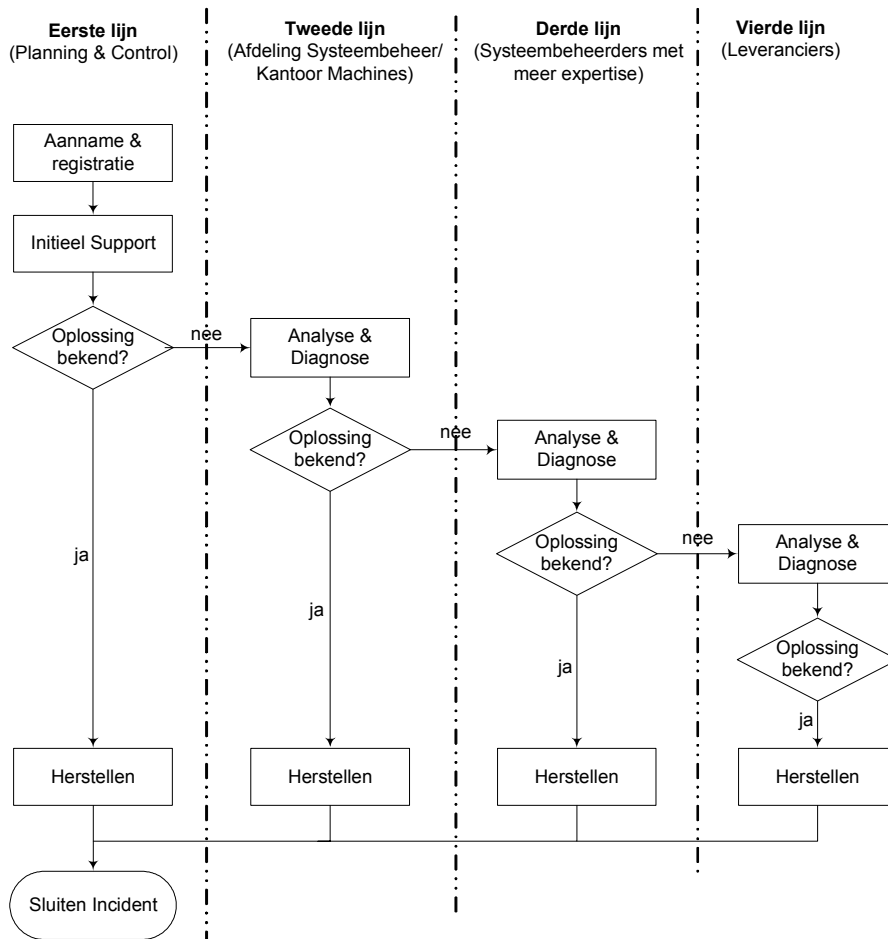 Eerste lijn
(Planning & Control)
Tweede lijn
(Afdeling Systeembeheer/
Kantoor Machines)
Derde lijn
(Systeembeheerders met
meer expertise)
Vierde lijn
(Leveranciers)
Aanname &
registratie
Initieel Support
Oplossing
bekend?
nee
Analyse &
Diagnose
Oplossing
bekend?
nee
Analyse &
Diagnose
Oplossing
bekend?
nee
Analyse &
Diagnose
Oplossing
bekend?
ja
ja
ja
ja
Herstellen
Herstellen
Herstellen
Herstellen
Sluiten Incident